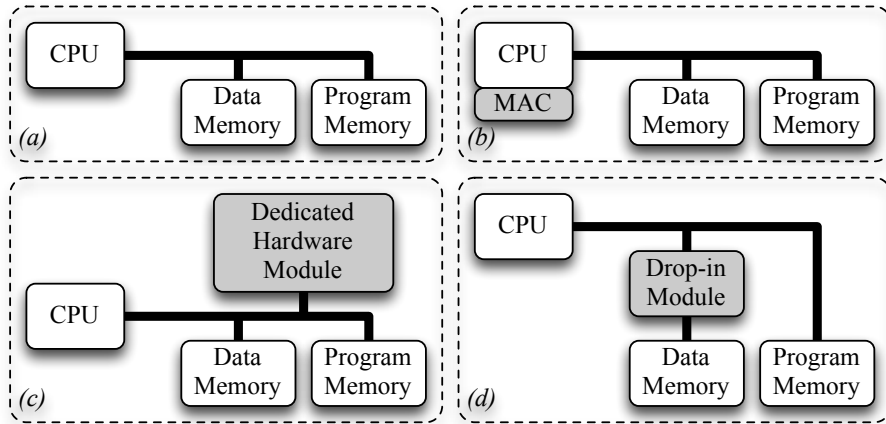 CPU
Data
Memory
Program
Memory
(a)
CPU
MAC
Data
Memory
Program
Memory
(b)
Dedicated
Hardware
Module
CPU
Data
Memory
Program
Memory
(c)
CPU
Drop-in
Module
Data
Memory
Program
Memory
(d)